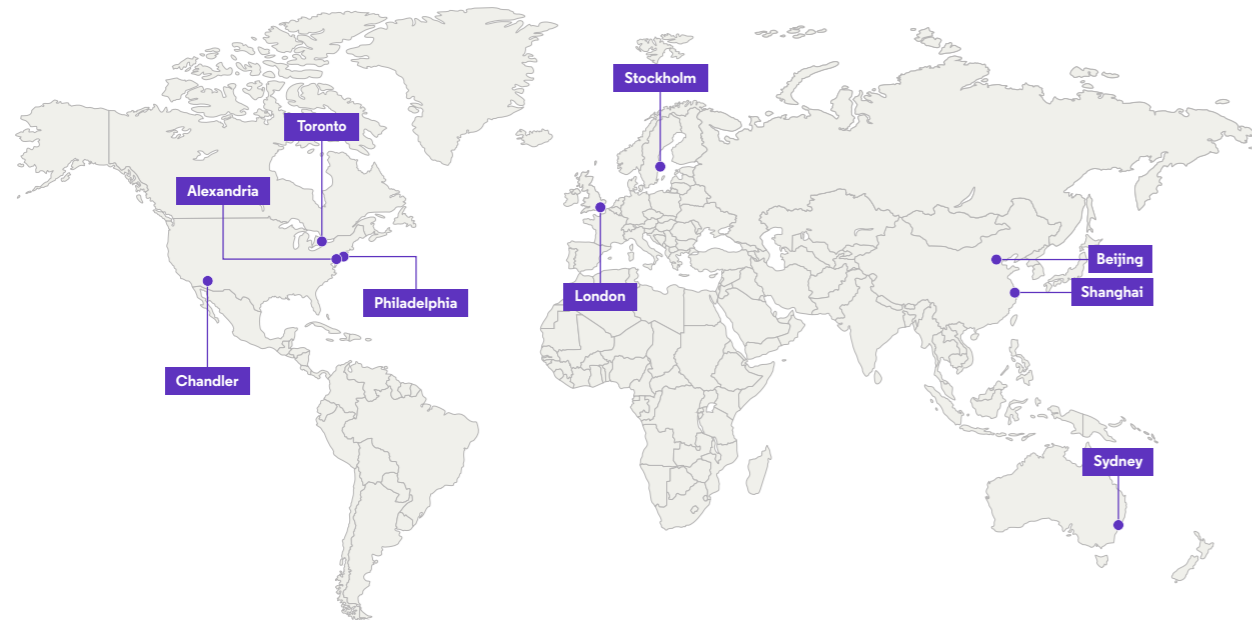 Stockholm
Toronto
Alexandria
Beijing
Shanghai
Philadelphia
London
Chandler
Sydney